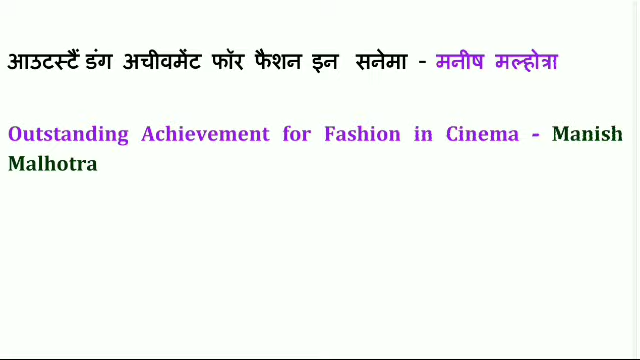 आउटस्टैंडंग अचीवमेंट फॉर फैशन इन सनेमा - मनीष मल्होत्रा
Outstanding Achievement for Fashion in Cinema - Manish
Malhotra